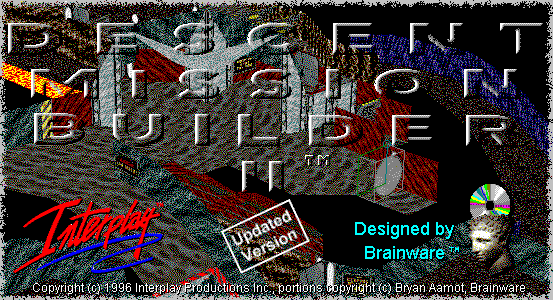 DESCENT
MISSION
BUILDER
II™
Interplay™
Updated
Version
Designed by
Brainware™
Copyright (c) 1996 Interplay Productions Inc., portions copyright (c) Bryan Aamot, Brainware